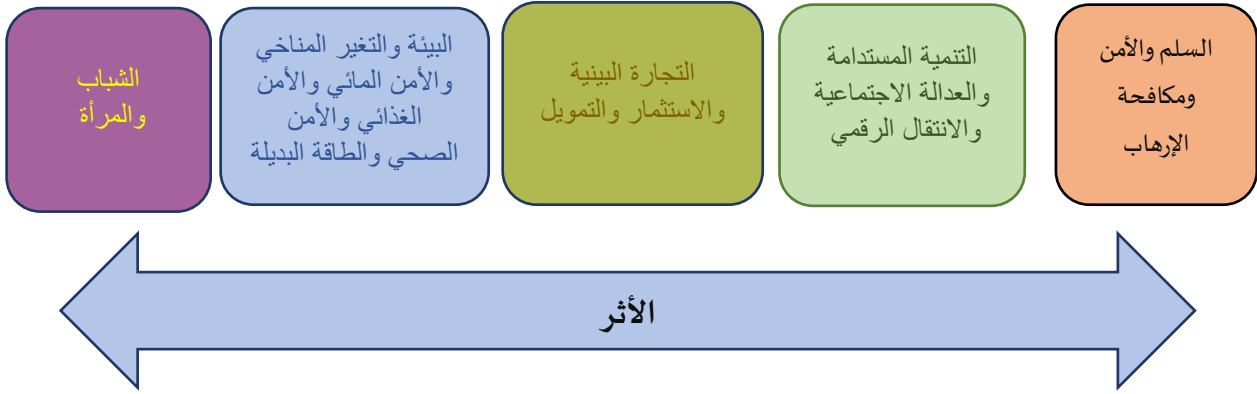 السلم والأمن
ومكافحة
الإرهاب
التنمية المستدامة
والعدالة الاجتماعية
والانتقال الرقمي
التجارة البينية
والاستثمار والتمويل
البيئة والتغير المناخي
والأمن المائي والأمن
الغذائي والأمن
الصحي والطاقة البديلة
الشباب
والمرأة
الأثر